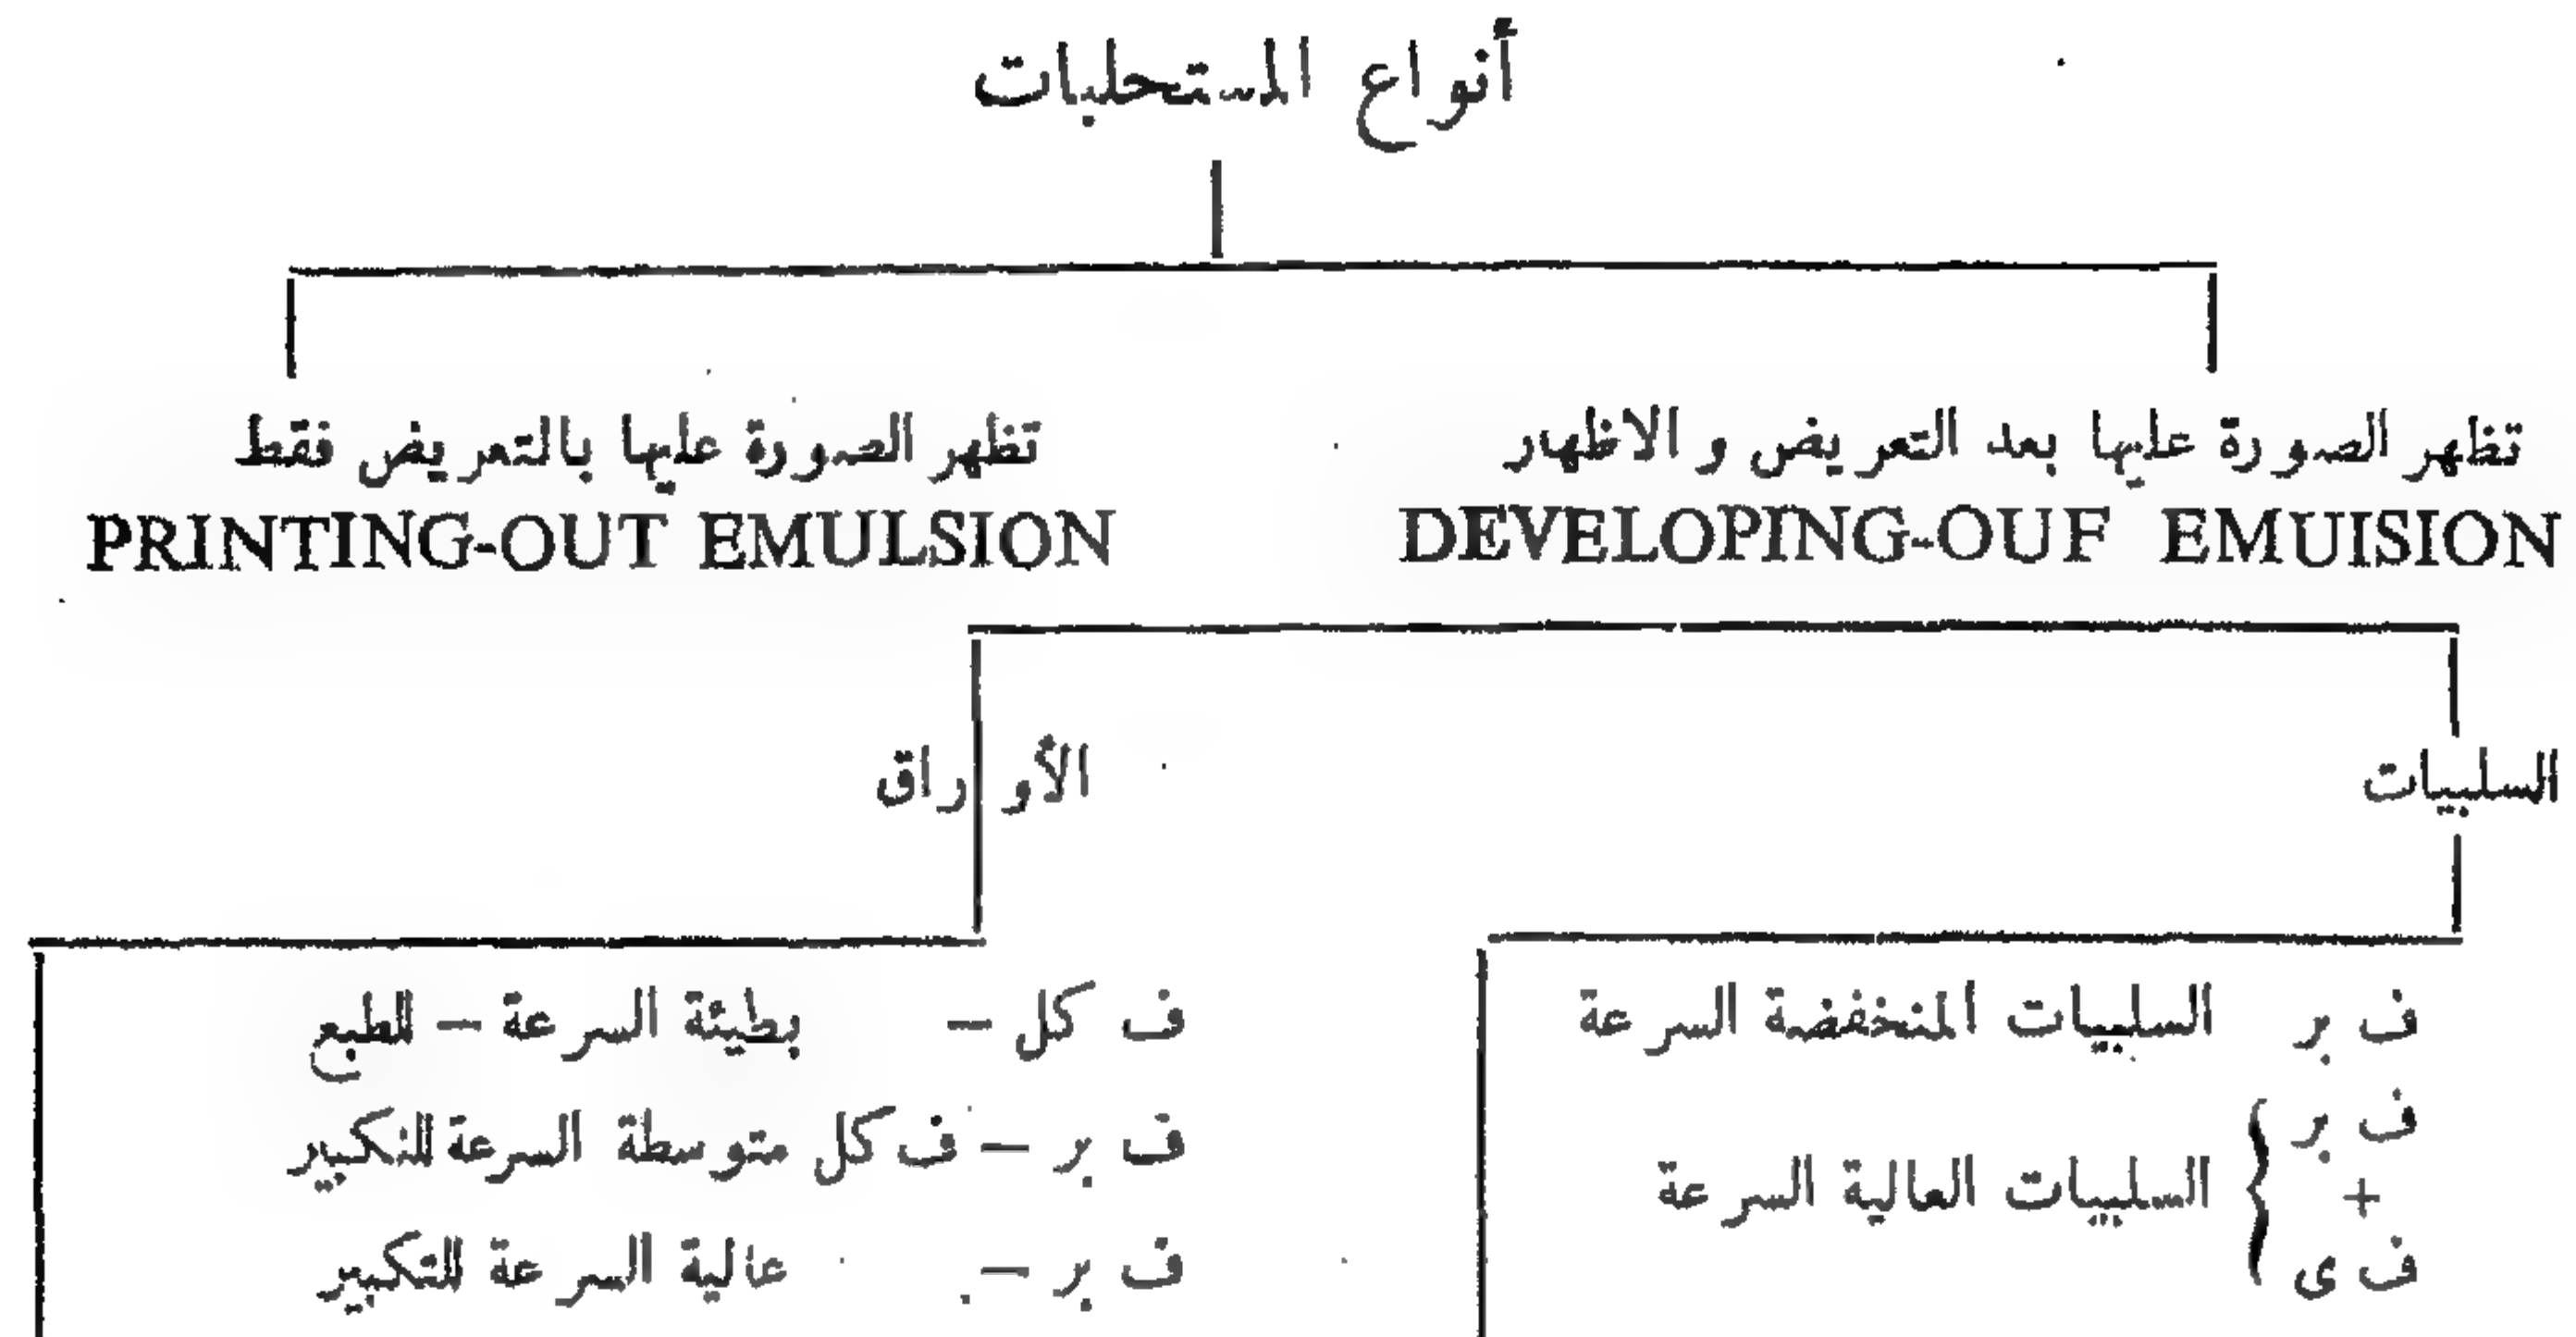 أنواع المستحلبات
تظهر الصورة عليها بعد التعريض والاظهار
DEVELOPING-OUF EMUISION
تظهر الصورة عليها بالتعريض فقط
PRINTING-OUT EMULSION
السلبيات
الأوراق
ف بر السلبيات المنخفضة السرعة
ف بر
+
ف ى
السلبيات العالية السرعة
ف كل – بطيئة السرعة – للطبع
ف بر – ف كل متوسطة السرعة للتكبير
ف بر – عالية السرعة للتكبير